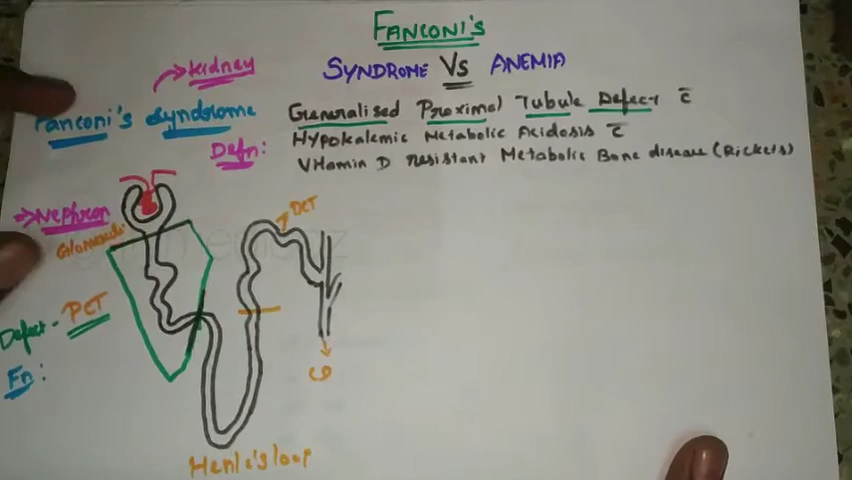 FANCONI'S
SYNDROME Vs ANEMIA
→ Kidney
Fanconi's Syndrome
Defn:
Generalised Proximal Tubule Defect c̄
Hypokalemic Metabolic Acidosis c̄
Vitamin D resistant Metabolic Bone disease (Rickets)
⇒ Nephron
Glomerulus
DCT
Defect - PCT
Fn:
CD
Henle's loop